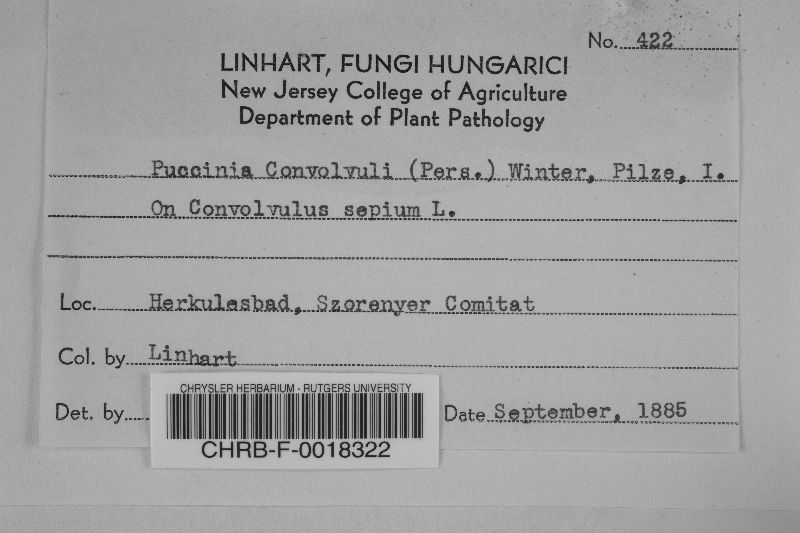 No. 422
LINHART, FUNGI HUNGARICI
New Jersey College of Agriculture
Department of Plant Pathology
Puccinia Convolvuli (Pers.) Winter, Pilze, I.
On Convolvulus sepium L.
Loc. Herkulesbad, Szorenyer Comitat
Col. by Linhart
CHRYSLER HERBARIUM - RUTGERS UNIVERSITY
Det. by Date September, 1885
CHRB-F-0018322